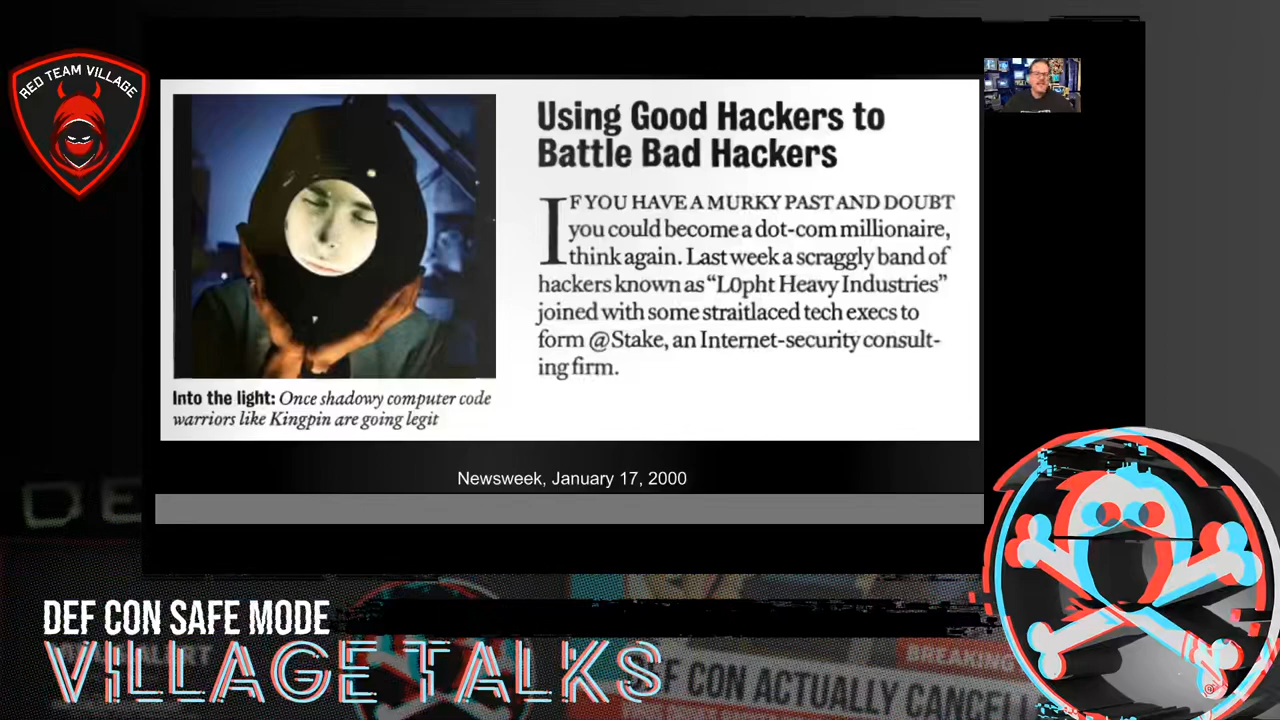 RED TEAM VILLAGE
Using Good Hackers to
Battle Bad Hackers
IF YOU HAVE A MURKY PAST AND DOUBT
you could become a dot-com millionaire,
think again. Last week a scraggly band of
hackers known as “L0pht Heavy Industries”
joined with some straitlaced tech execs to
form @Stake, an Internet-security consult-
ing firm.
Into the light: Once shadowy computer code
warriors like Kingpin are going legit
Newsweek, January 17, 2000
DE
DEF CON SAFE MODE
VILLAGE TALKS
BREAKIN
DEF CON ACTUALLY CANCELL